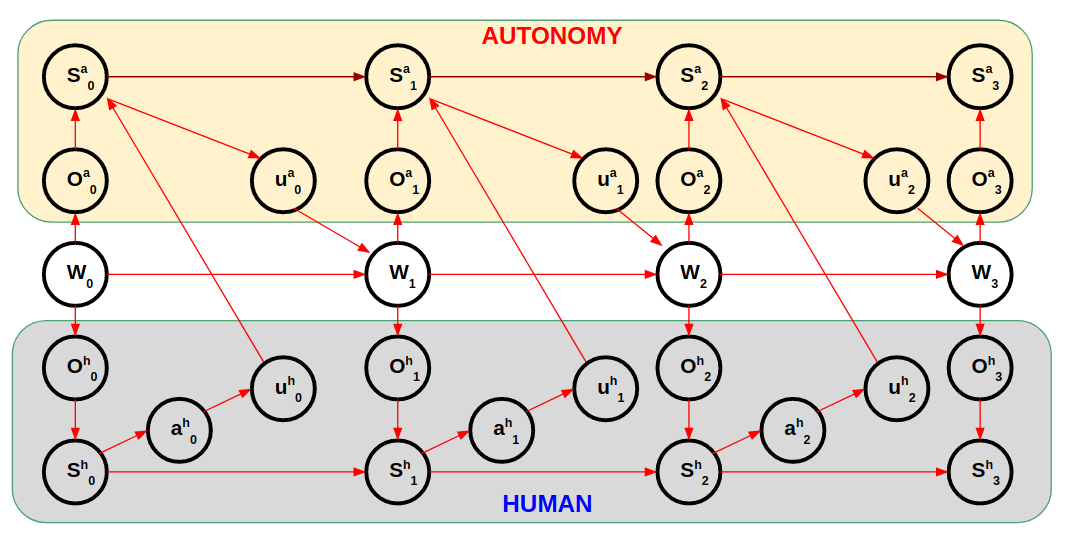 AUTONOMY
S^a_0 S^a_1 S^a_2 S^a_3
O^a_0 u^a_0 O^a_1 u^a_1 O^a_2 u^a_2 O^a_3
W_0 W_1 W_2 W_3
O^h_0 O^h_1 O^h_2 O^h_3
u^h_0 u^h_1 u^h_2
a^h_0 a^h_1 a^h_2
S^h_0 S^h_1 S^h_2 S^h_3
HUMAN